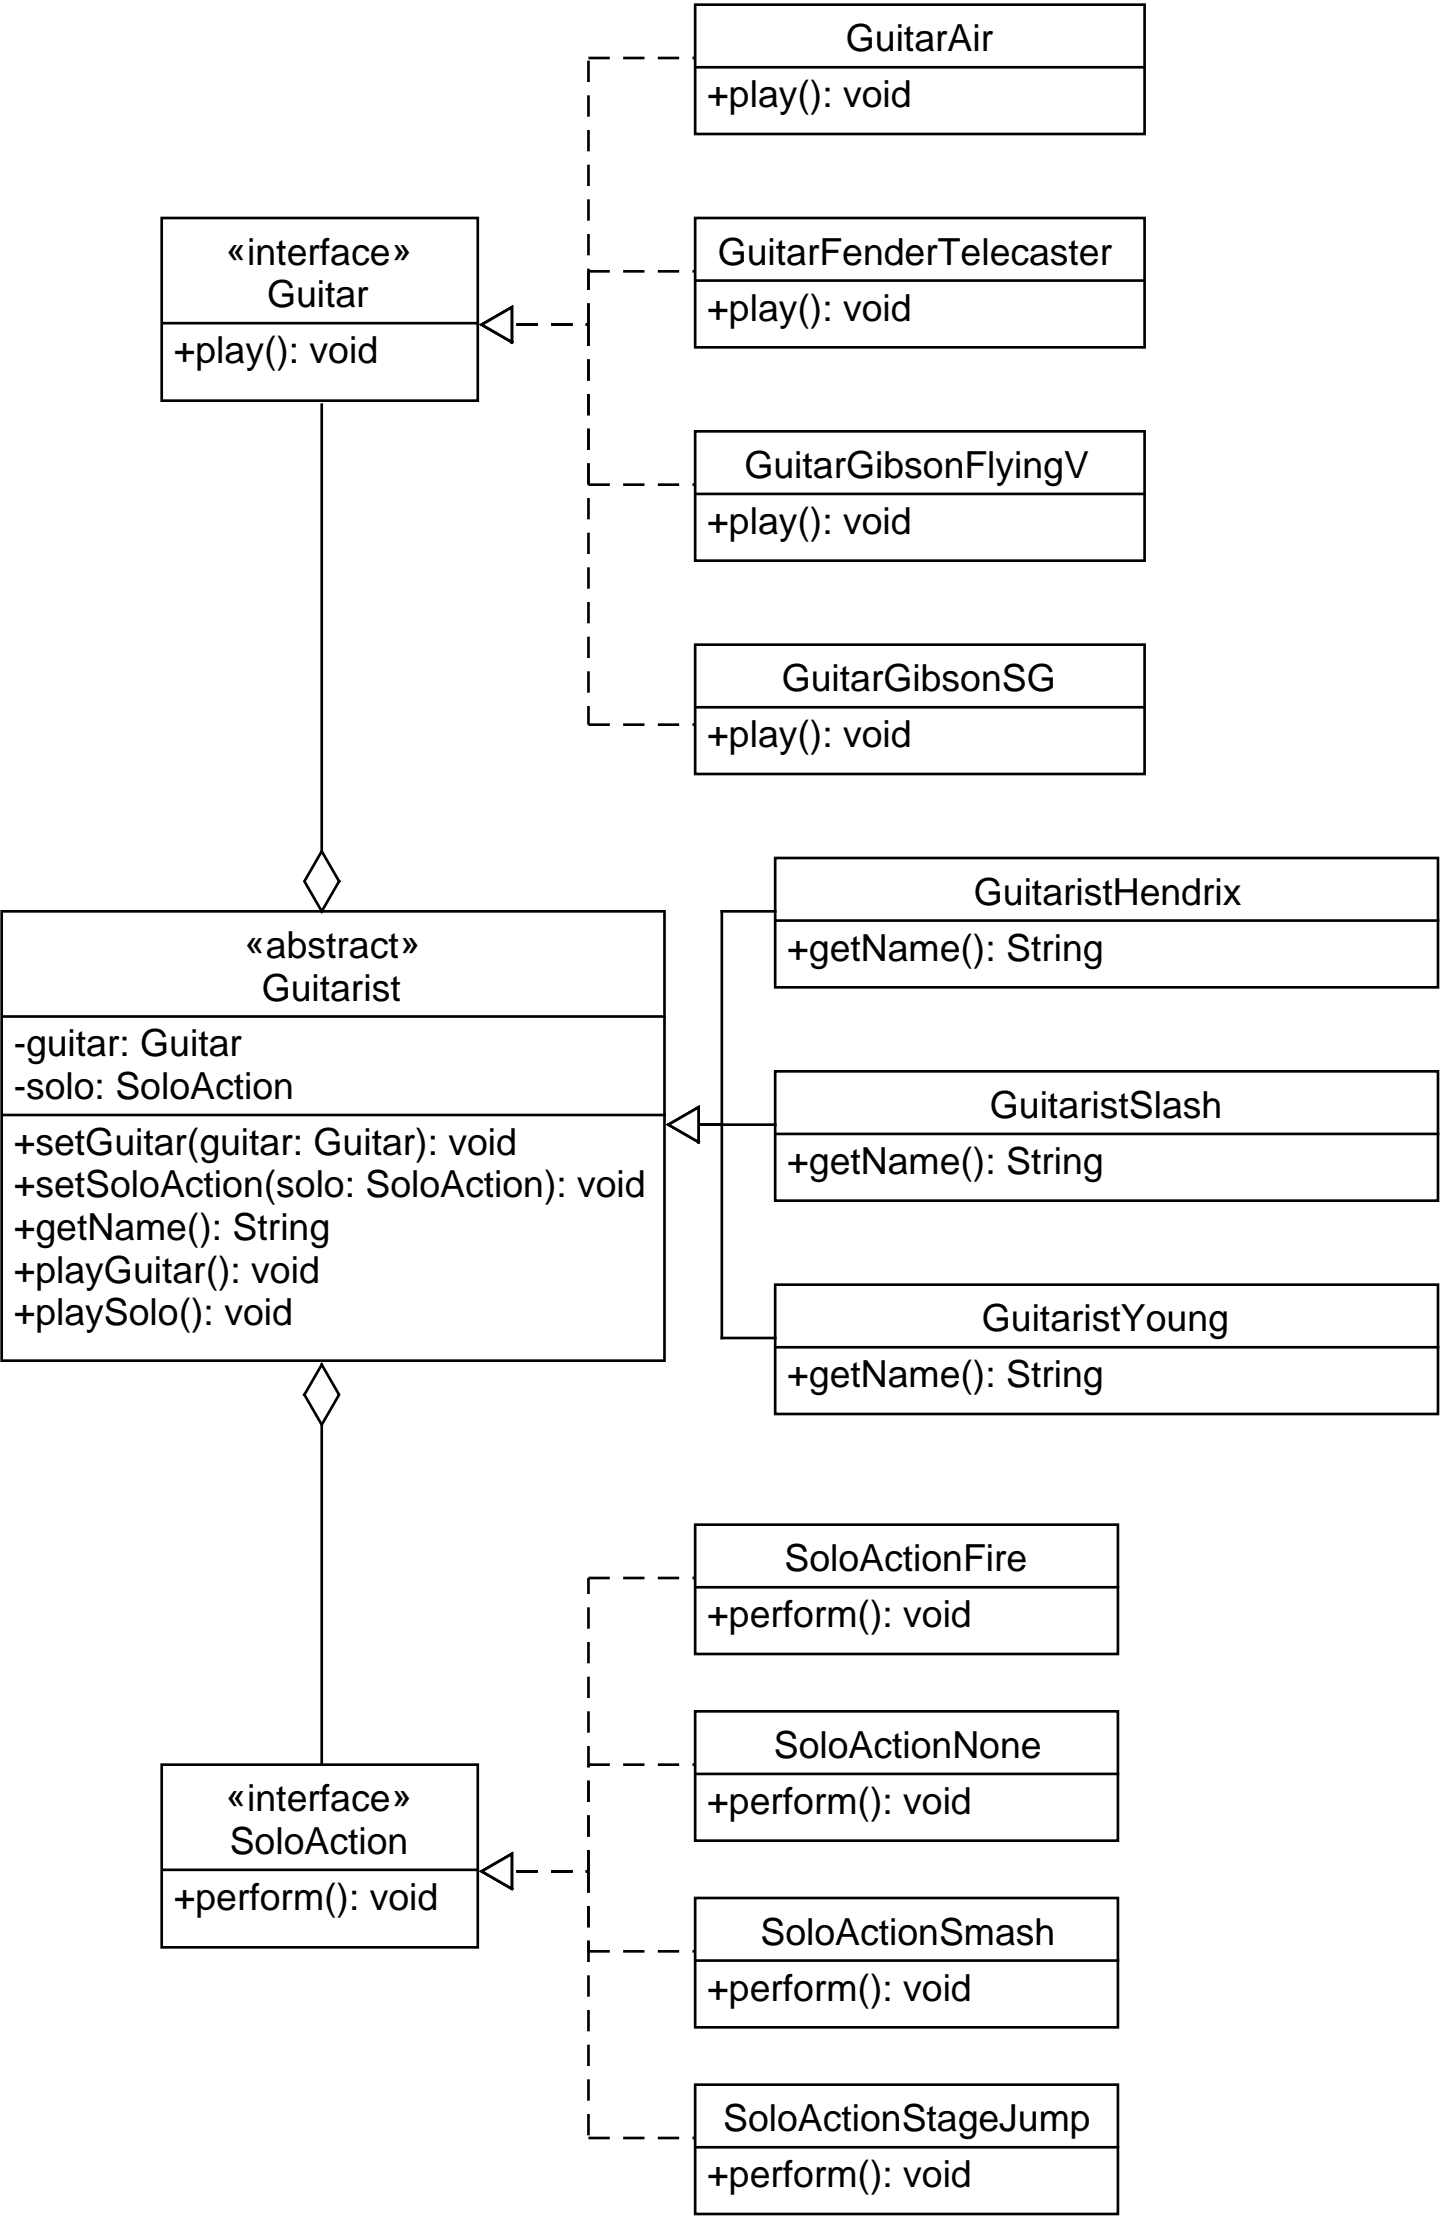 GuitarAir
+play(): void
«interface»
Guitar
+play(): void
GuitarFenderTelecaster
+play(): void
GuitarGibsonFlyingV
+play(): void
GuitarGibsonSG
+play(): void
«abstract»
Guitarist
-guitar: Guitar
-solo: SoloAction
+setGuitar(guitar: Guitar): void
+setSoloAction(solo: SoloAction): void
+getName(): String
+playGuitar(): void
+playSolo(): void
GuitaristHendrix
+getName(): String
GuitaristSlash
+getName(): String
GuitaristYoung
+getName(): String
«interface»
SoloAction
+perform(): void
SoloActionFire
+perform(): void
SoloActionNone
+perform(): void
SoloActionSmash
+perform(): void
SoloActionStageJump
+perform(): void